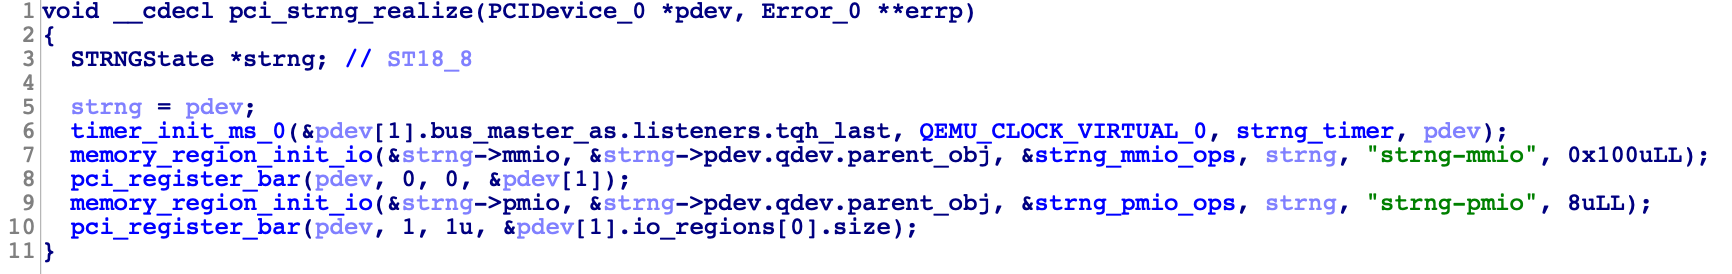 1 void __cdecl pci_strng_realize(PCIDevice_0 *pdev, Error_0 **errp)
2 {
3   STRNGState *strng; // ST18_8
4
5   strng = pdev;
6   timer_init_ms_0(&pdev[1].bus_master_as.listeners.tqh_last, QEMU_CLOCK_VIRTUAL_0, strng_timer, pdev);
7   memory_region_init_io(&strng->mmio, &strng->pdev.qdev.parent_obj, &strng_mmio_ops, strng, "strng-mmio", 0x100uLL);
8   pci_register_bar(pdev, 0, 0, &pdev[1]);
9   memory_region_init_io(&strng->pmio, &strng->pdev.qdev.parent_obj, &strng_pmio_ops, strng, "strng-pmio", 8uLL);
10   pci_register_bar(pdev, 1, 1u, &pdev[1].io_regions[0].size);
11 }